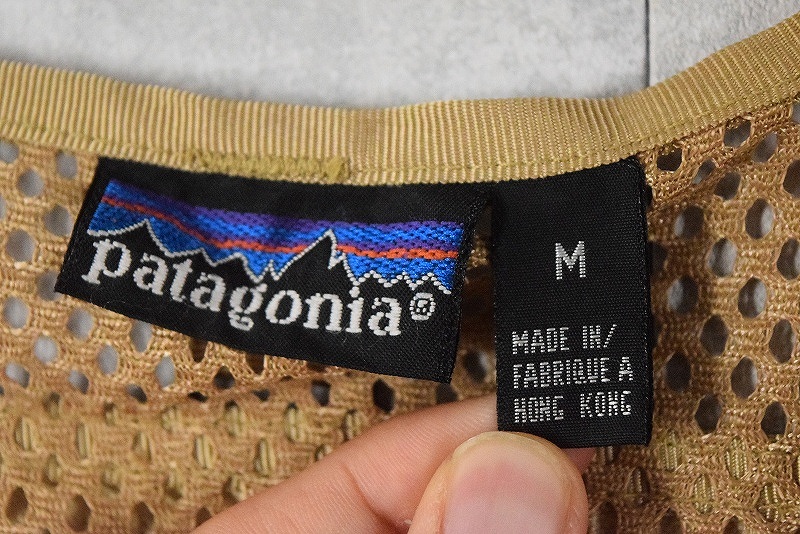 patagonia®
M
MADE IN/
FABRIQUE A
HONG KONG